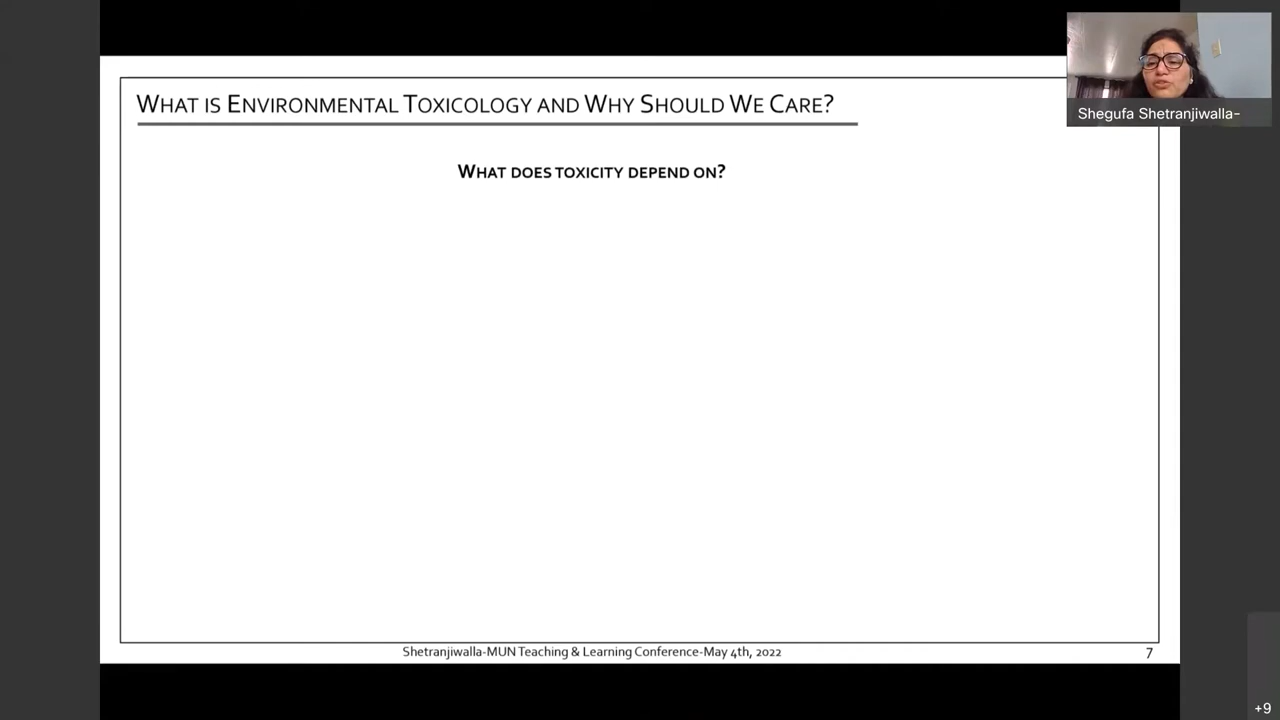 WHAT IS ENVIRONMENTAL TOXICOLOGY AND WHY SHOULD WE CARE?
Shegufa Shetranjiwalla-
WHAT DOES TOXICITY DEPEND ON?
Shetranjiwalla-MUN Teaching & Learning Conference-May 4th, 2022
7
+9